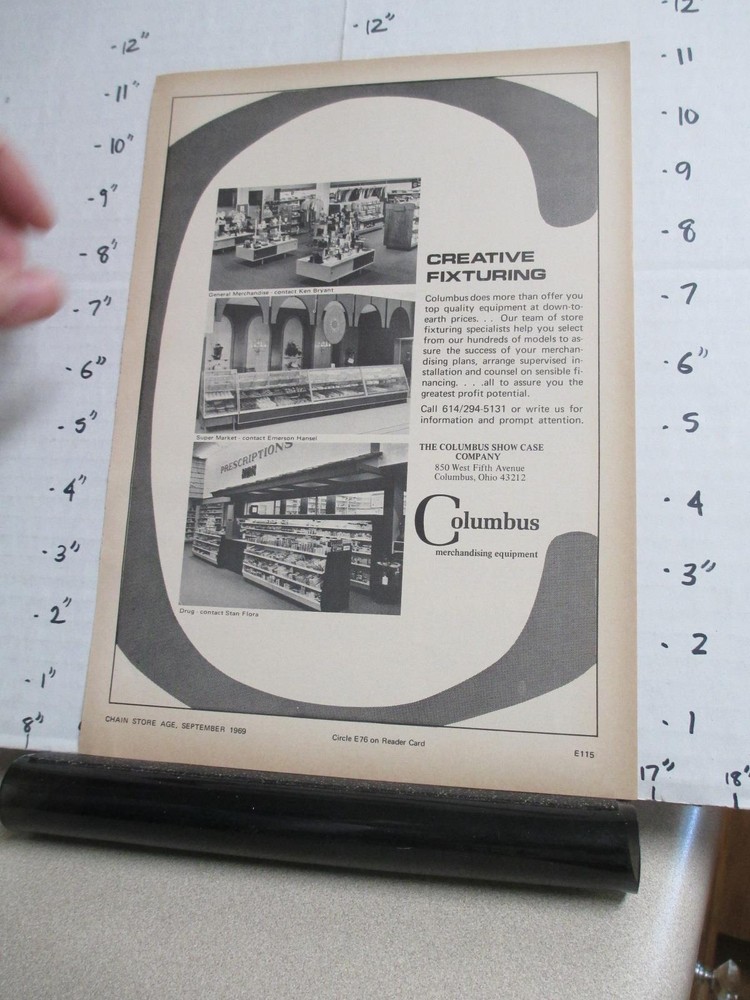 -12"
-12"
-12
-11"
-11
-10"
-10
-9"
-9
-8"
-8
-7"
-7
-6"
-6"
-5"
-5
-4"
-4
-3"
-3"
-2"
-2
-1"
-1
8"
17"
18"
General Merchandise - contact Ken Bryant
Super Market - contact Emerson Hansel
PRESCRIPTIONS
Drug - contact Stan Flora
CREATIVE
FIXTURING
Columbus does more than offer you
top quality equipment at down-to-
earth prices. . . Our team of store
fixturing specialists help you select
from our hundreds of models to as-
sure the success of your merchan-
dising plans, arrange supervised in-
stallation and counsel on sensible fi-
nancing. . . .all to assure you the
greatest profit potential.
Call 614/294-5131 or write us for
information and prompt attention.
THE COLUMBUS SHOW CASE
COMPANY
850 West Fifth Avenue
Columbus, Ohio 43212
Columbus
merchandising equipment
CHAIN STORE AGE, SEPTEMBER 1969
Circle E76 on Reader Card
E115